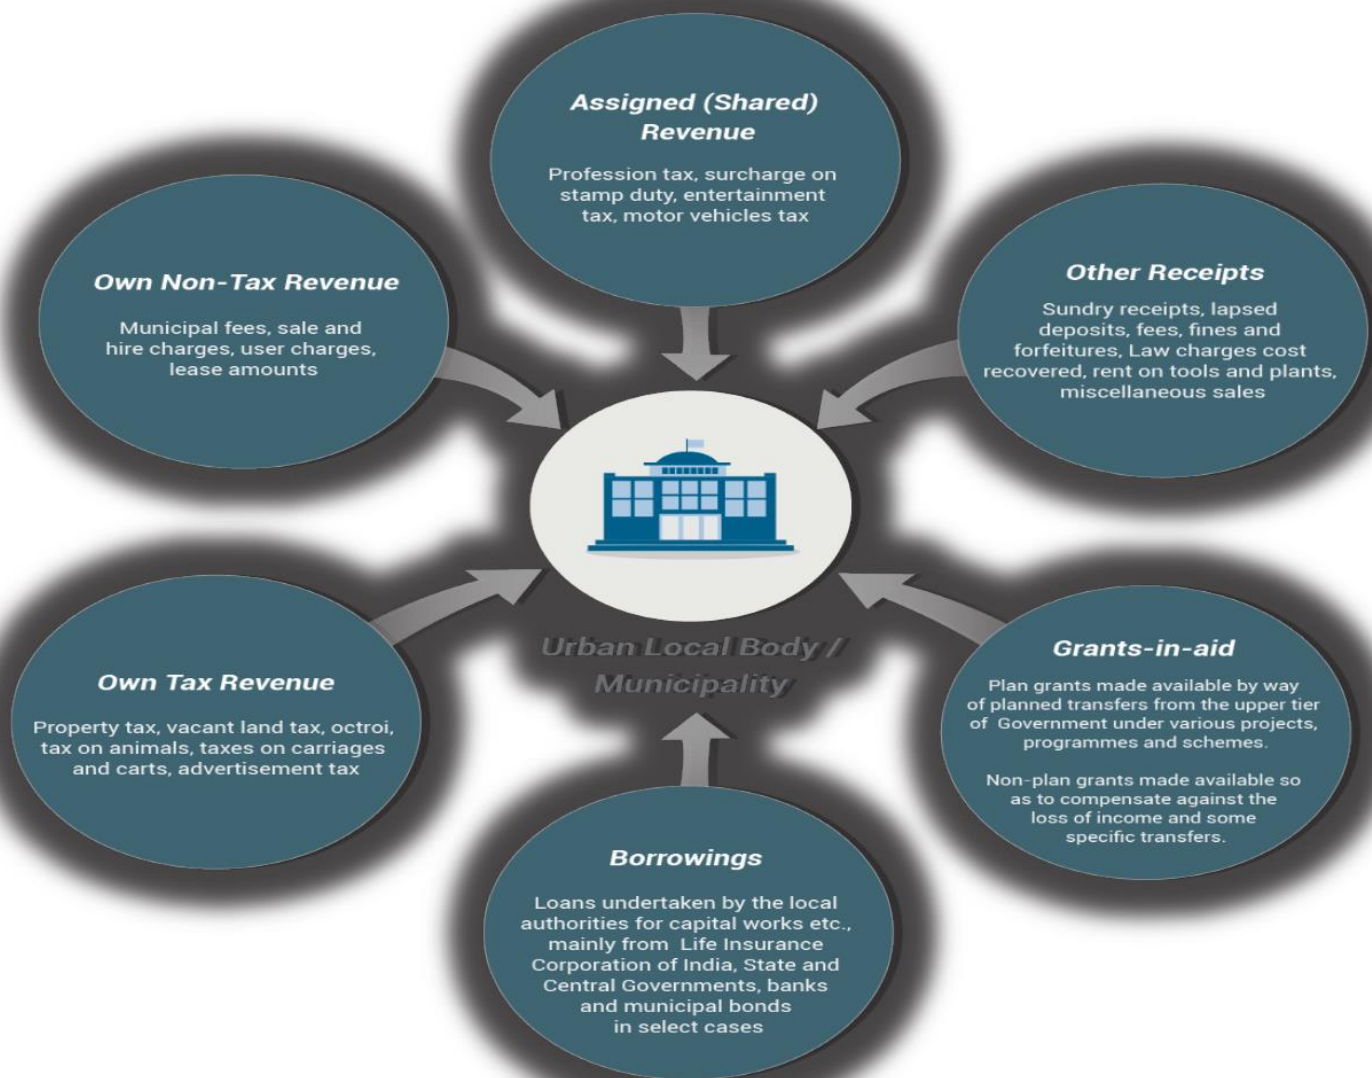 Assigned (Shared)
Revenue
Profession tax, surcharge on
stamp duty, entertainment
tax, motor vehicles tax
Own Non-Tax Revenue
Municipal fees, sale and
hire charges, user charges,
lease amounts
Other Receipts
Sundry receipts, lapsed
deposits, fees, fines and
forfeitures, Law charges cost
recovered, rent on tools and plants,
miscellaneous sales
Urban Local Body /
Municipality
Own Tax Revenue
Property tax, vacant land tax, octroi,
tax on animals, taxes on carriages
and carts, advertisement tax
Grants-in-aid
Plan grants made available by way
of planned transfers from the upper tier
of Government under various projects,
programmes and schemes.
Non-plan grants made available so
as to compensate against the
loss of income and some
specific transfers.
Borrowings
Loans undertaken by the local
authorities for capital works etc.,
mainly from Life Insurance
Corporation of India, State and
Central Governments, banks
and municipal bonds
in select cases